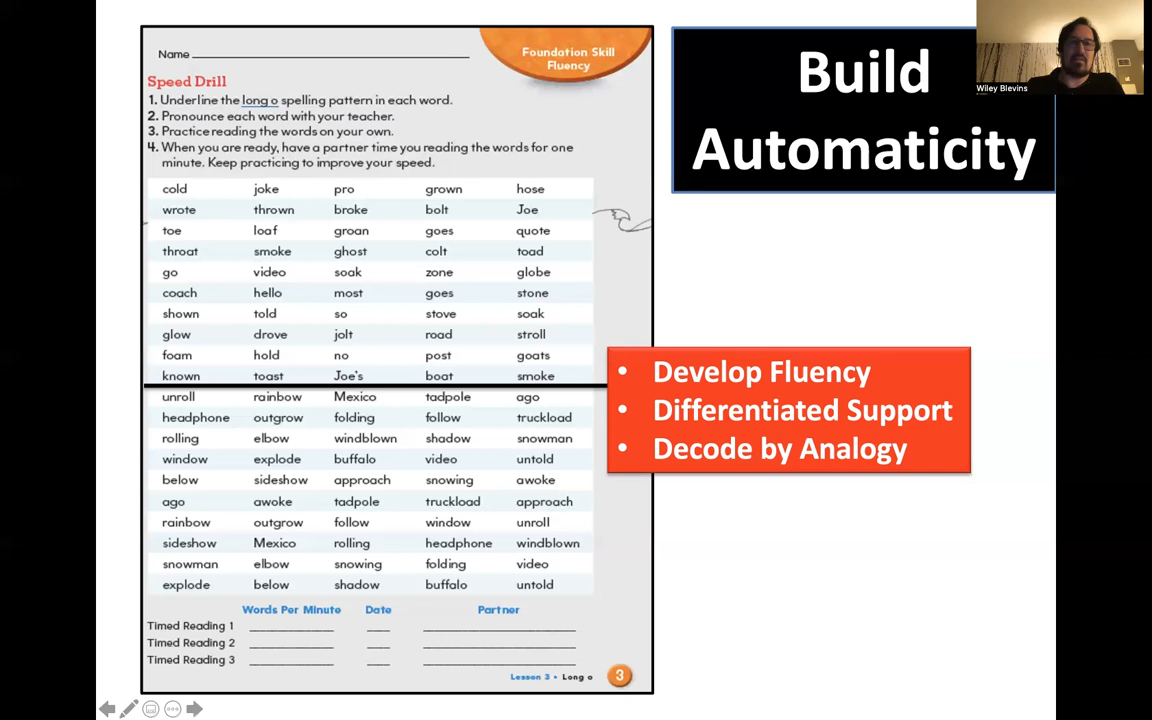 Name
Foundation Skill
Fluency
Speed Drill
1. Underline the long o spelling pattern in each word.
2. Pronounce each word with your teacher.
3. Practice reading the words on your own.
4. When you are ready, have a partner time you reading the words for one
minute. Keep practicing to improve your speed.
cold joke pro grown hose
wrote thrown broke bolt Joe
toe loaf groan goes quote
throat smoke ghost colt toad
go video soak zone globe
coach hello most goes stone
shown told so stove soak
glow drove jolt road stroll
foam hold no post goats
known toast Joe's boat smoke
unroll rainbow Mexico tadpole ago
headphone outgrow folding follow truckload
rolling elbow windblown shadow snowman
window explode buffalo video untold
below sideshow approach snowing awoke
ago awoke tadpole truckload approach
rainbow outgrow follow window unroll
sideshow Mexico rolling headphone windblown
snowman elbow snowing folding video
explode below shadow buffalo untold
Words Per Minute Date Partner
Timed Reading 1
Timed Reading 2
Timed Reading 3
Lesson 3 • Long o 3
Build
Automaticity
Wiley Blevins
• Develop Fluency
• Differentiated Support
• Decode by Analogy